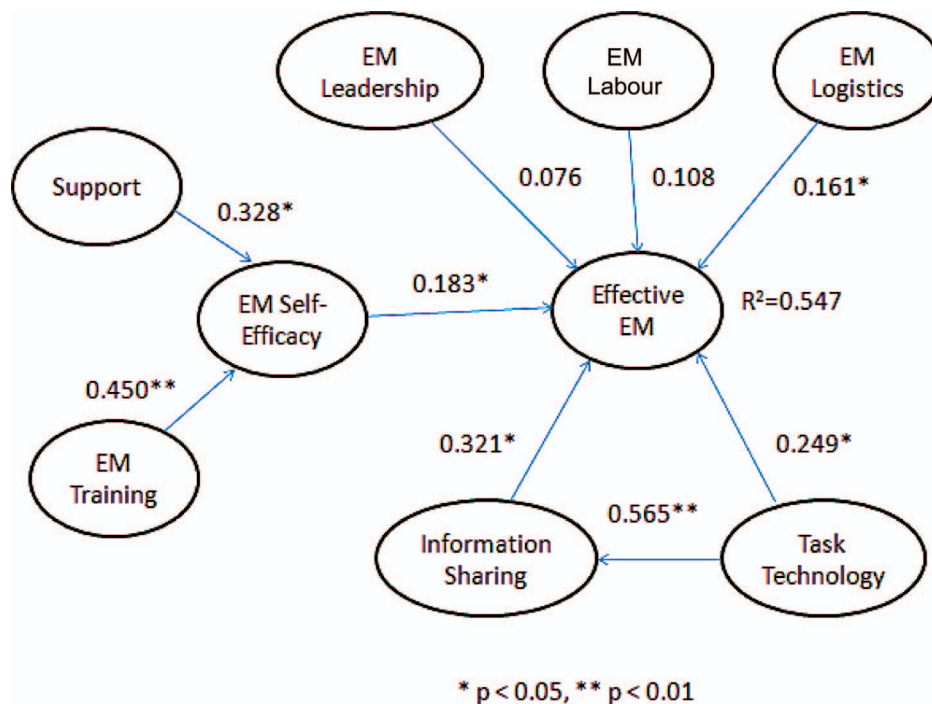 EM
Leadership
EM
Labour
EM
Logistics
Support
0.328*
0.076
0.108
0.161*
EM Self-
Efficacy
0.183*
Effective
EM
R²=0.547
0.450**
EM
Training
0.321*
0.249*
0.565**
Information
Sharing
Task
Technology
* p < 0.05, ** p < 0.01